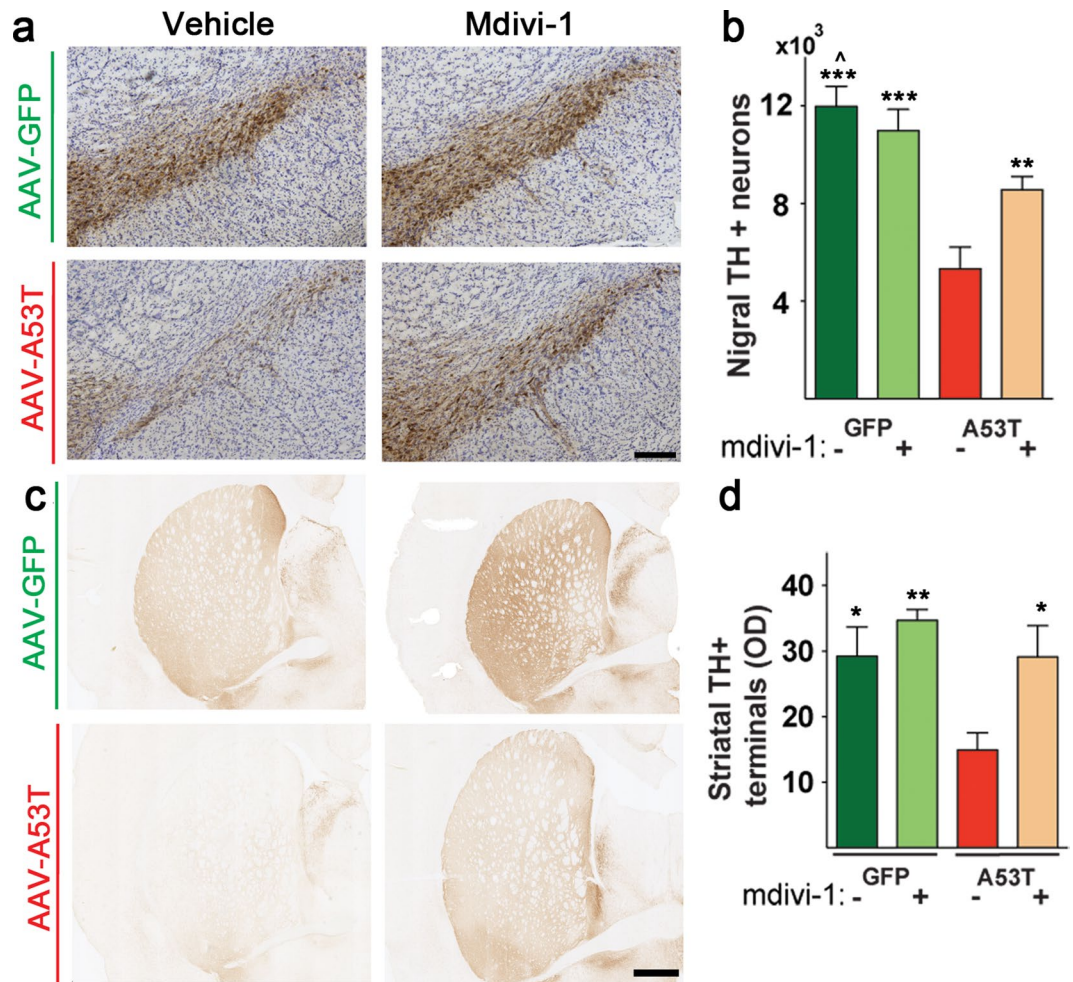 a
Vehicle
Mdivi-1
AAV-GFP
AAV-A53T
b
x10³
Nigral TH + neurons
12
8
4
^
***
***
**
GFP
A53T
mdivi-1: - + - +
c
AAV-GFP
AAV-A53T
d
Striatal TH+
terminals (OD)
40
30
20
10
*
**
*
GFP
A53T
mdivi-1: - + - +